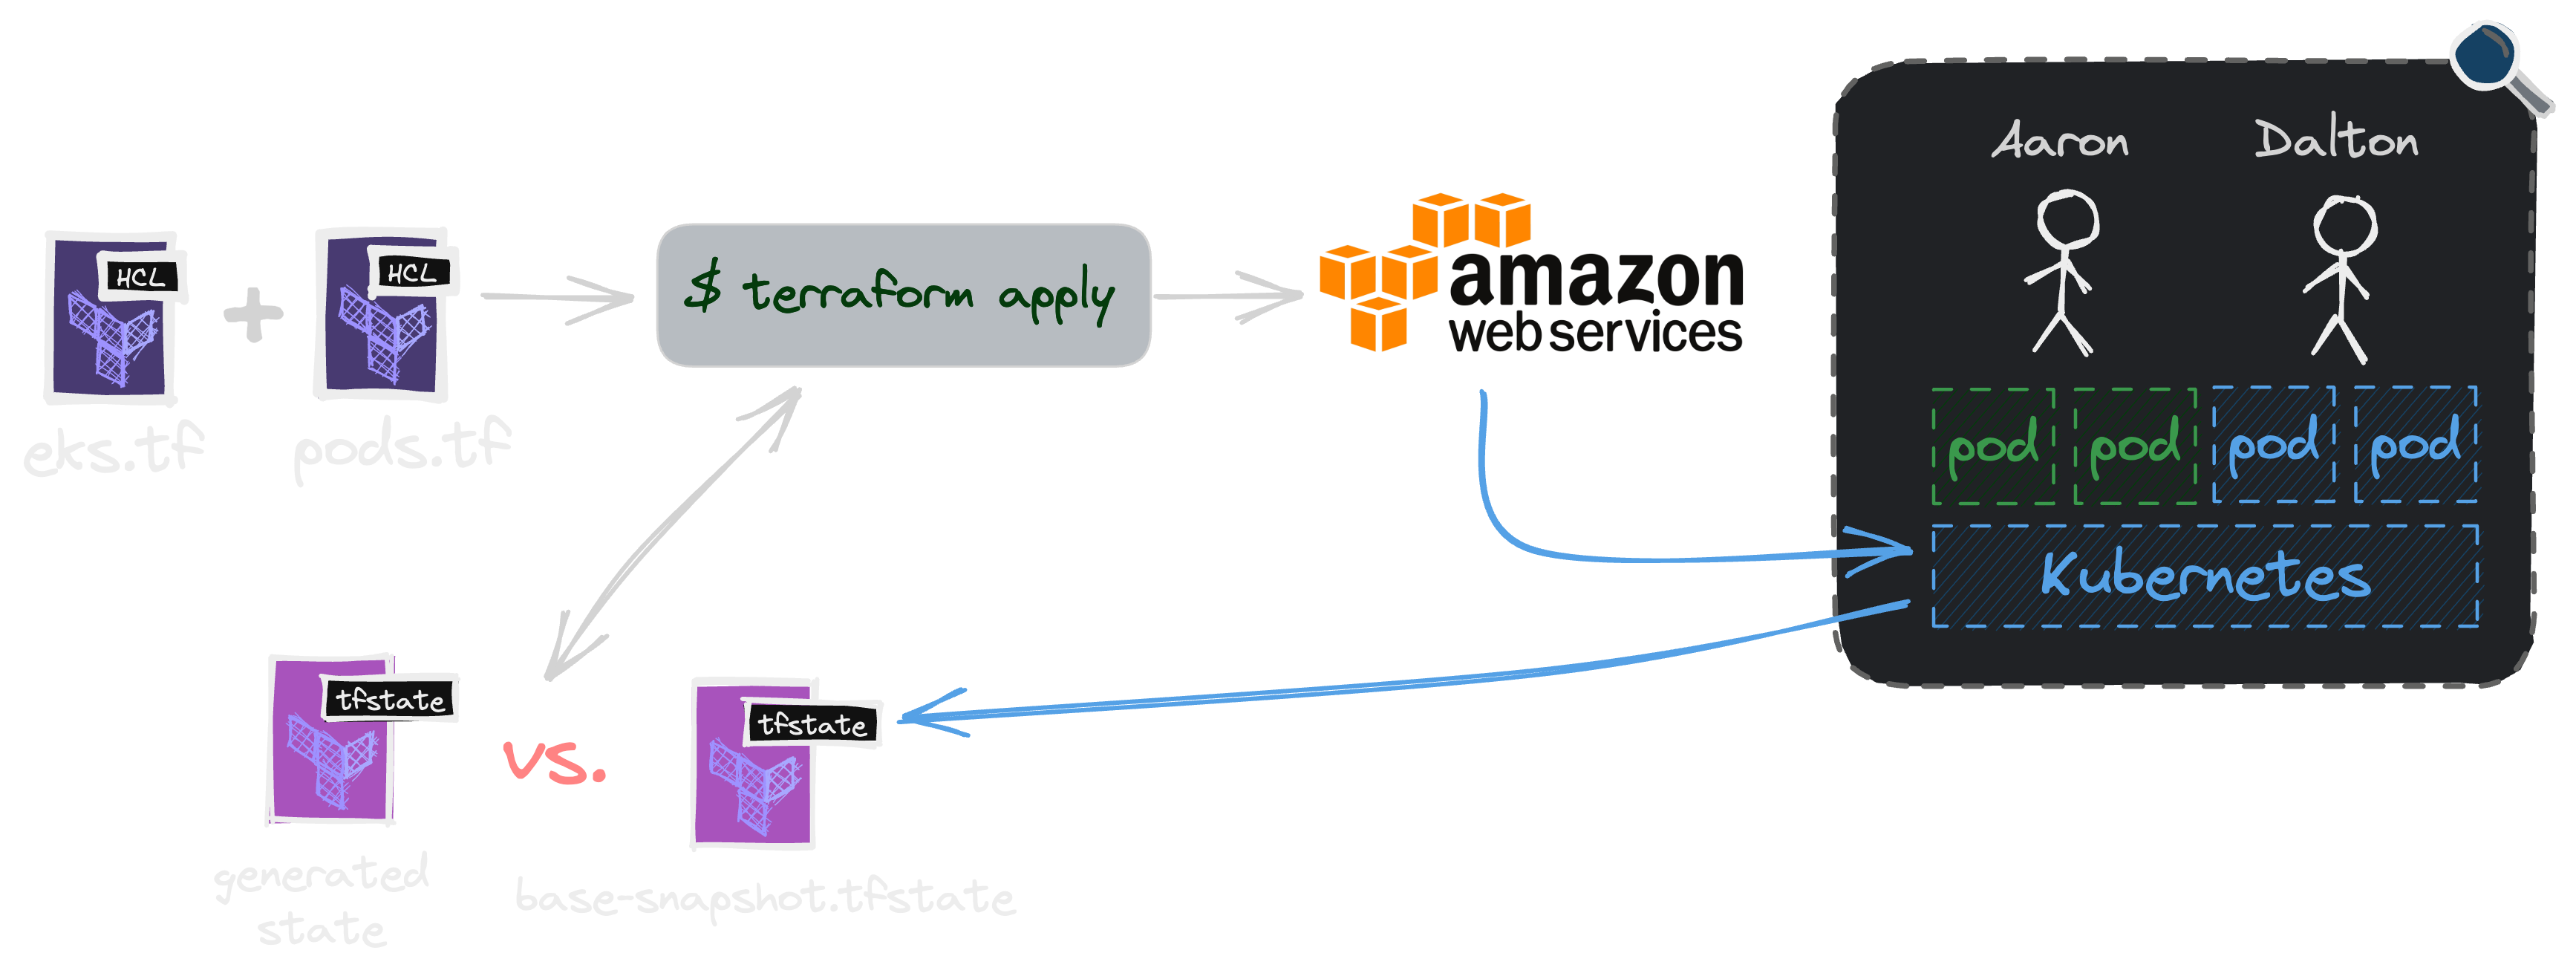 HCL
eks.tf
+
HCL
pods.tf
$ terraform apply
amazon
web services
Aaron
Dalton
pod
pod
pod
pod
Kubernetes
tfstate
generated
state
vs.
tfstate
base-snapshot.tfstate